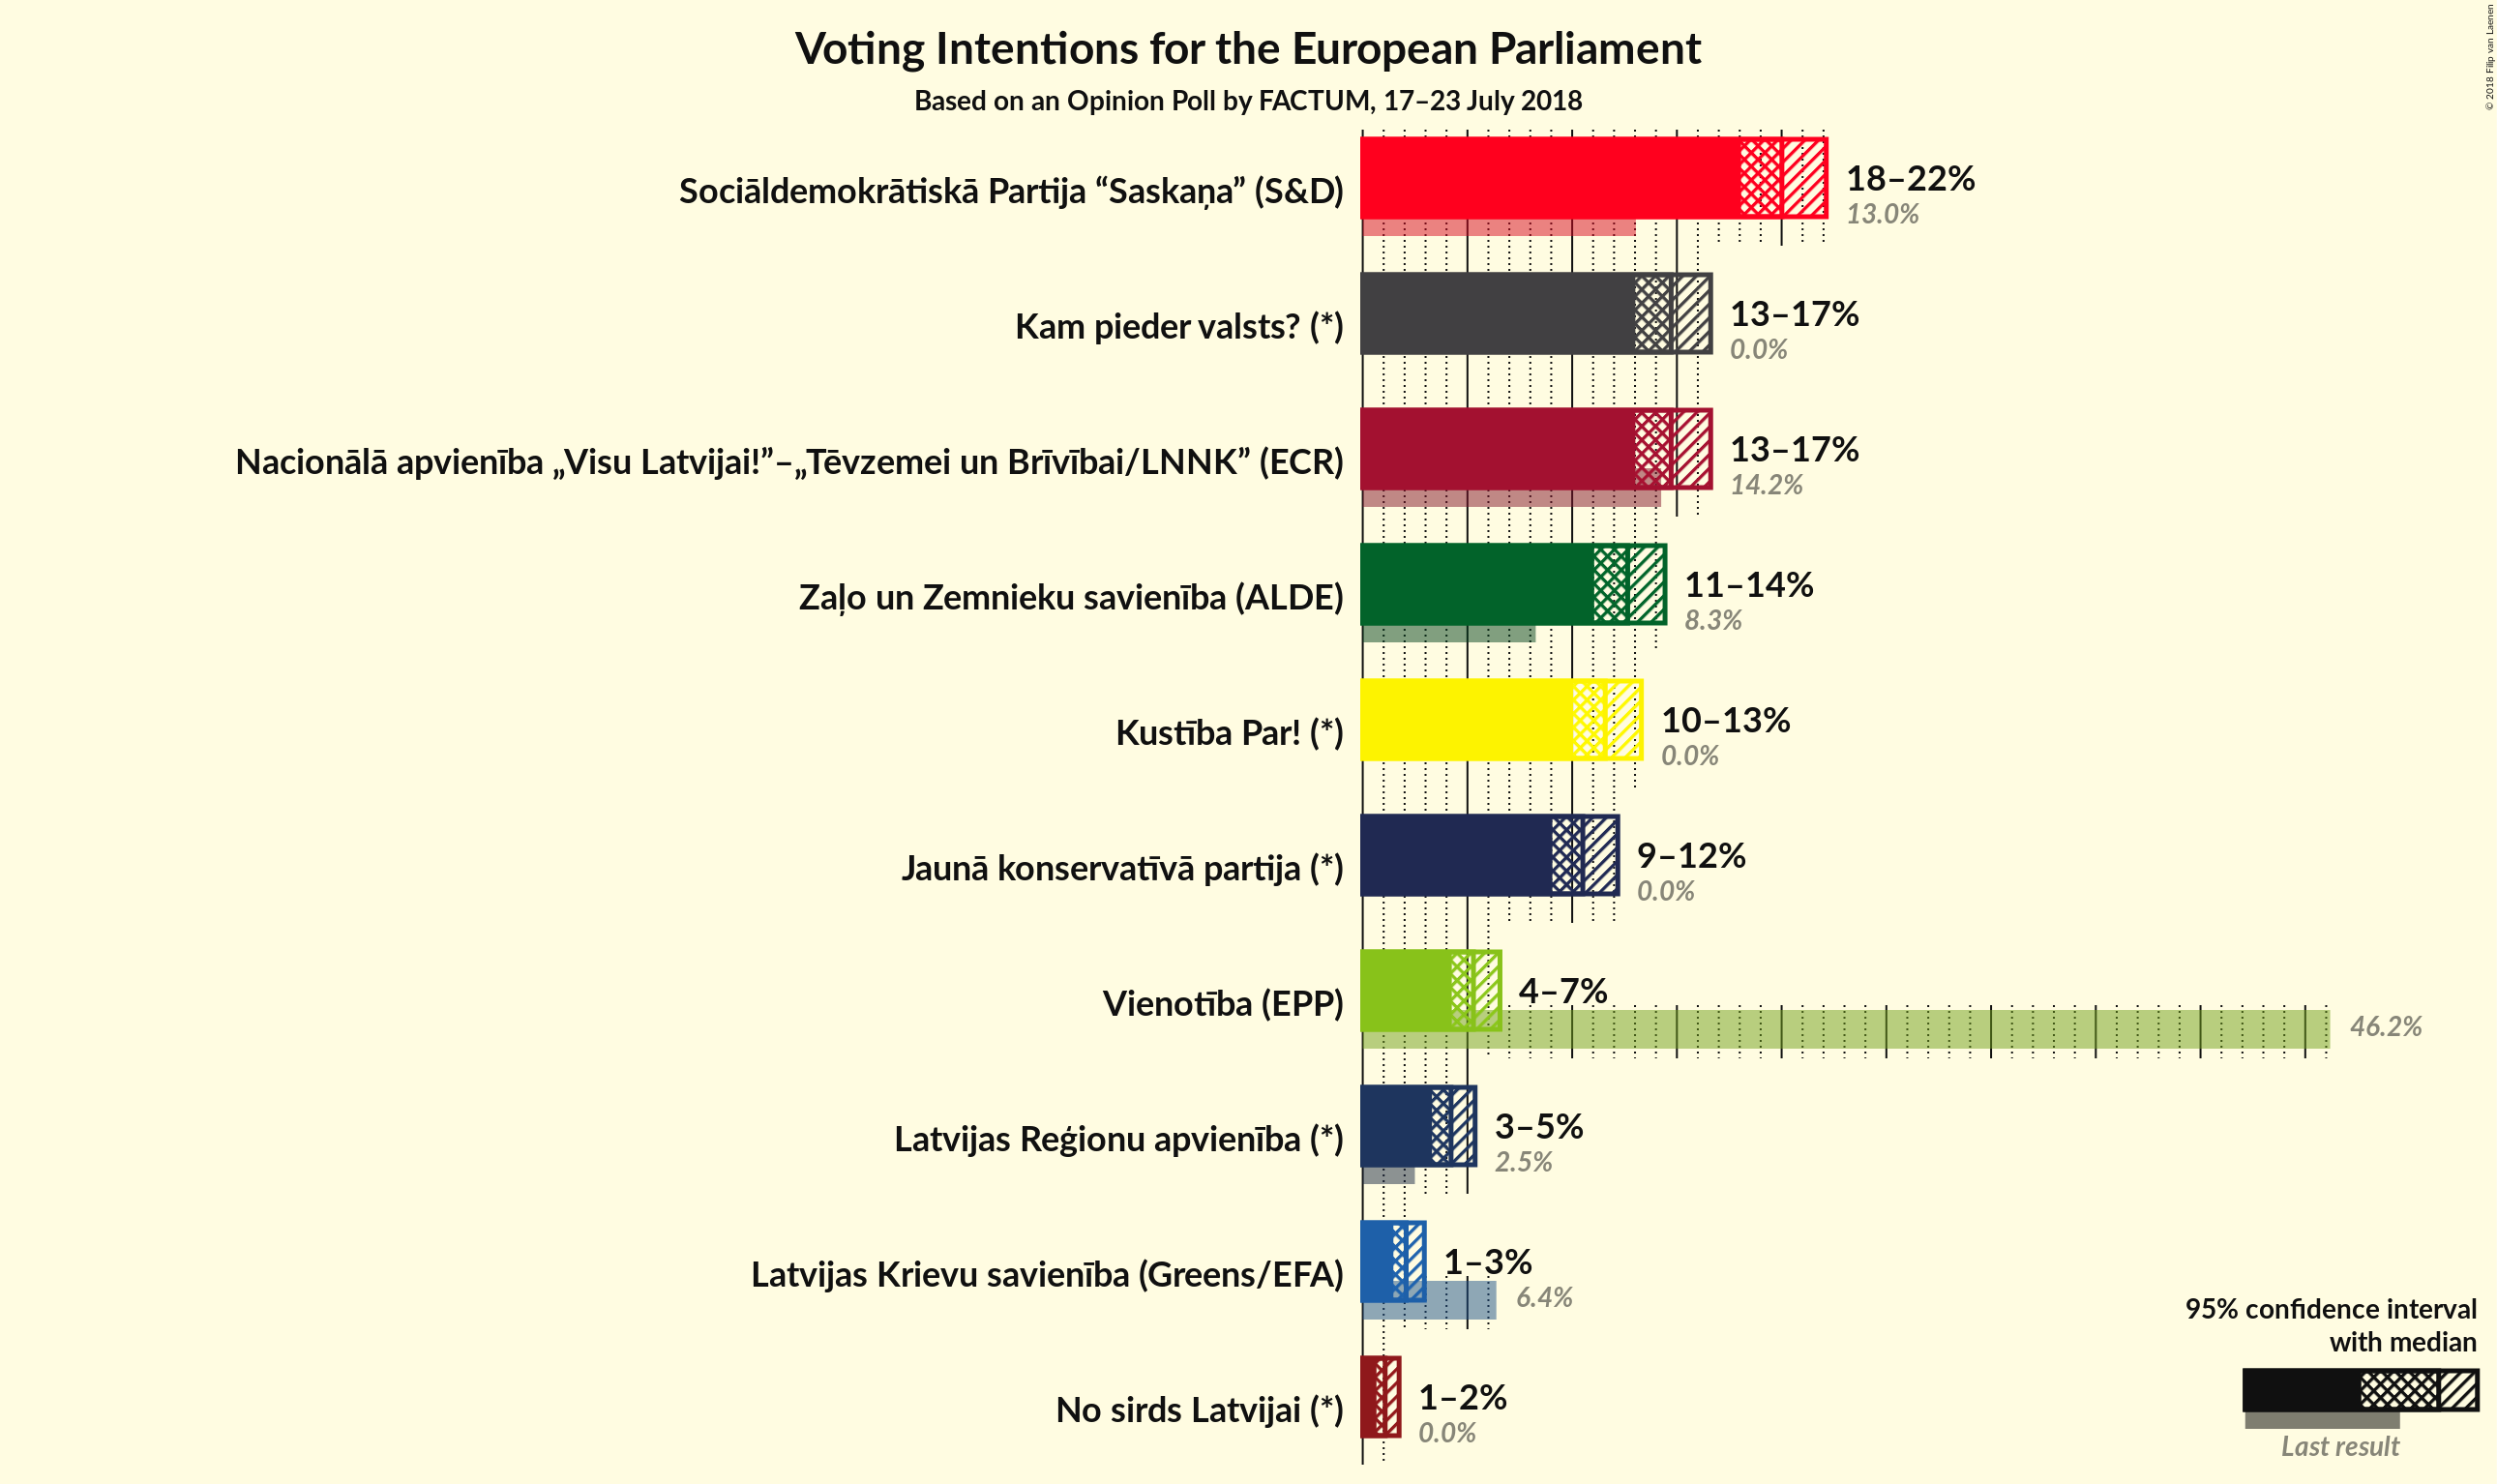 Voting Intentions for the European Parliament
Based on an Opinion Poll by FACTUM, 17–23 July 2018
© 2018 Filip van Laenen
Sociāldemokrātiskā Partija “Saskaņa” (S&D)
18–22%
13.0%
Kam pieder valsts? (*)
13–17%
0.0%
Nacionālā apvienība „Visu Latvijai!”–„Tēvzemei un Brīvībai/LNNK” (ECR)
13–17%
14.2%
Zaļo un Zemnieku savienība (ALDE)
11–14%
8.3%
Kustība Par! (*)
10–13%
0.0%
Jaunā konservatīvā partija (*)
9–12%
0.0%
Vienotība (EPP)
4–7%
46.2%
Latvijas Reģionu apvienība (*)
3–5%
2.5%
Latvijas Krievu savienība (Greens/EFA)
1–3%
6.4%
No sirds Latvijai (*)
1–2%
0.0%
95% confidence interval
with median
Last result